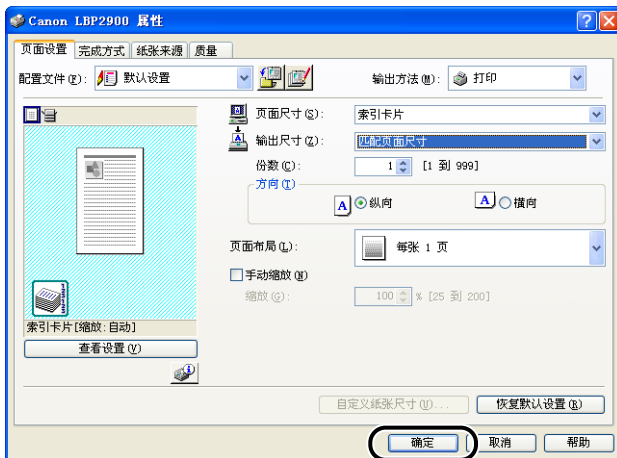 Canon LBP2900 属性
页面设置 完成方式 纸张来源 质量
配置文件(F): 默认设置 输出方法(M): 打印
页面尺寸(S): 索引卡片
输出尺寸(Z): 匹配页面尺寸
份数(C): 1 [1 到 999]
方向(T)
A 纵向 A 横向
页面布局(L): 每张 1 页
手动缩放(N)
缩放(G): 100 % [25 到 200]
索引卡片[缩放:自动]
查看设置(V)
自定义纸张尺寸(U)... 恢复默认设置(R)
确定 取消 帮助